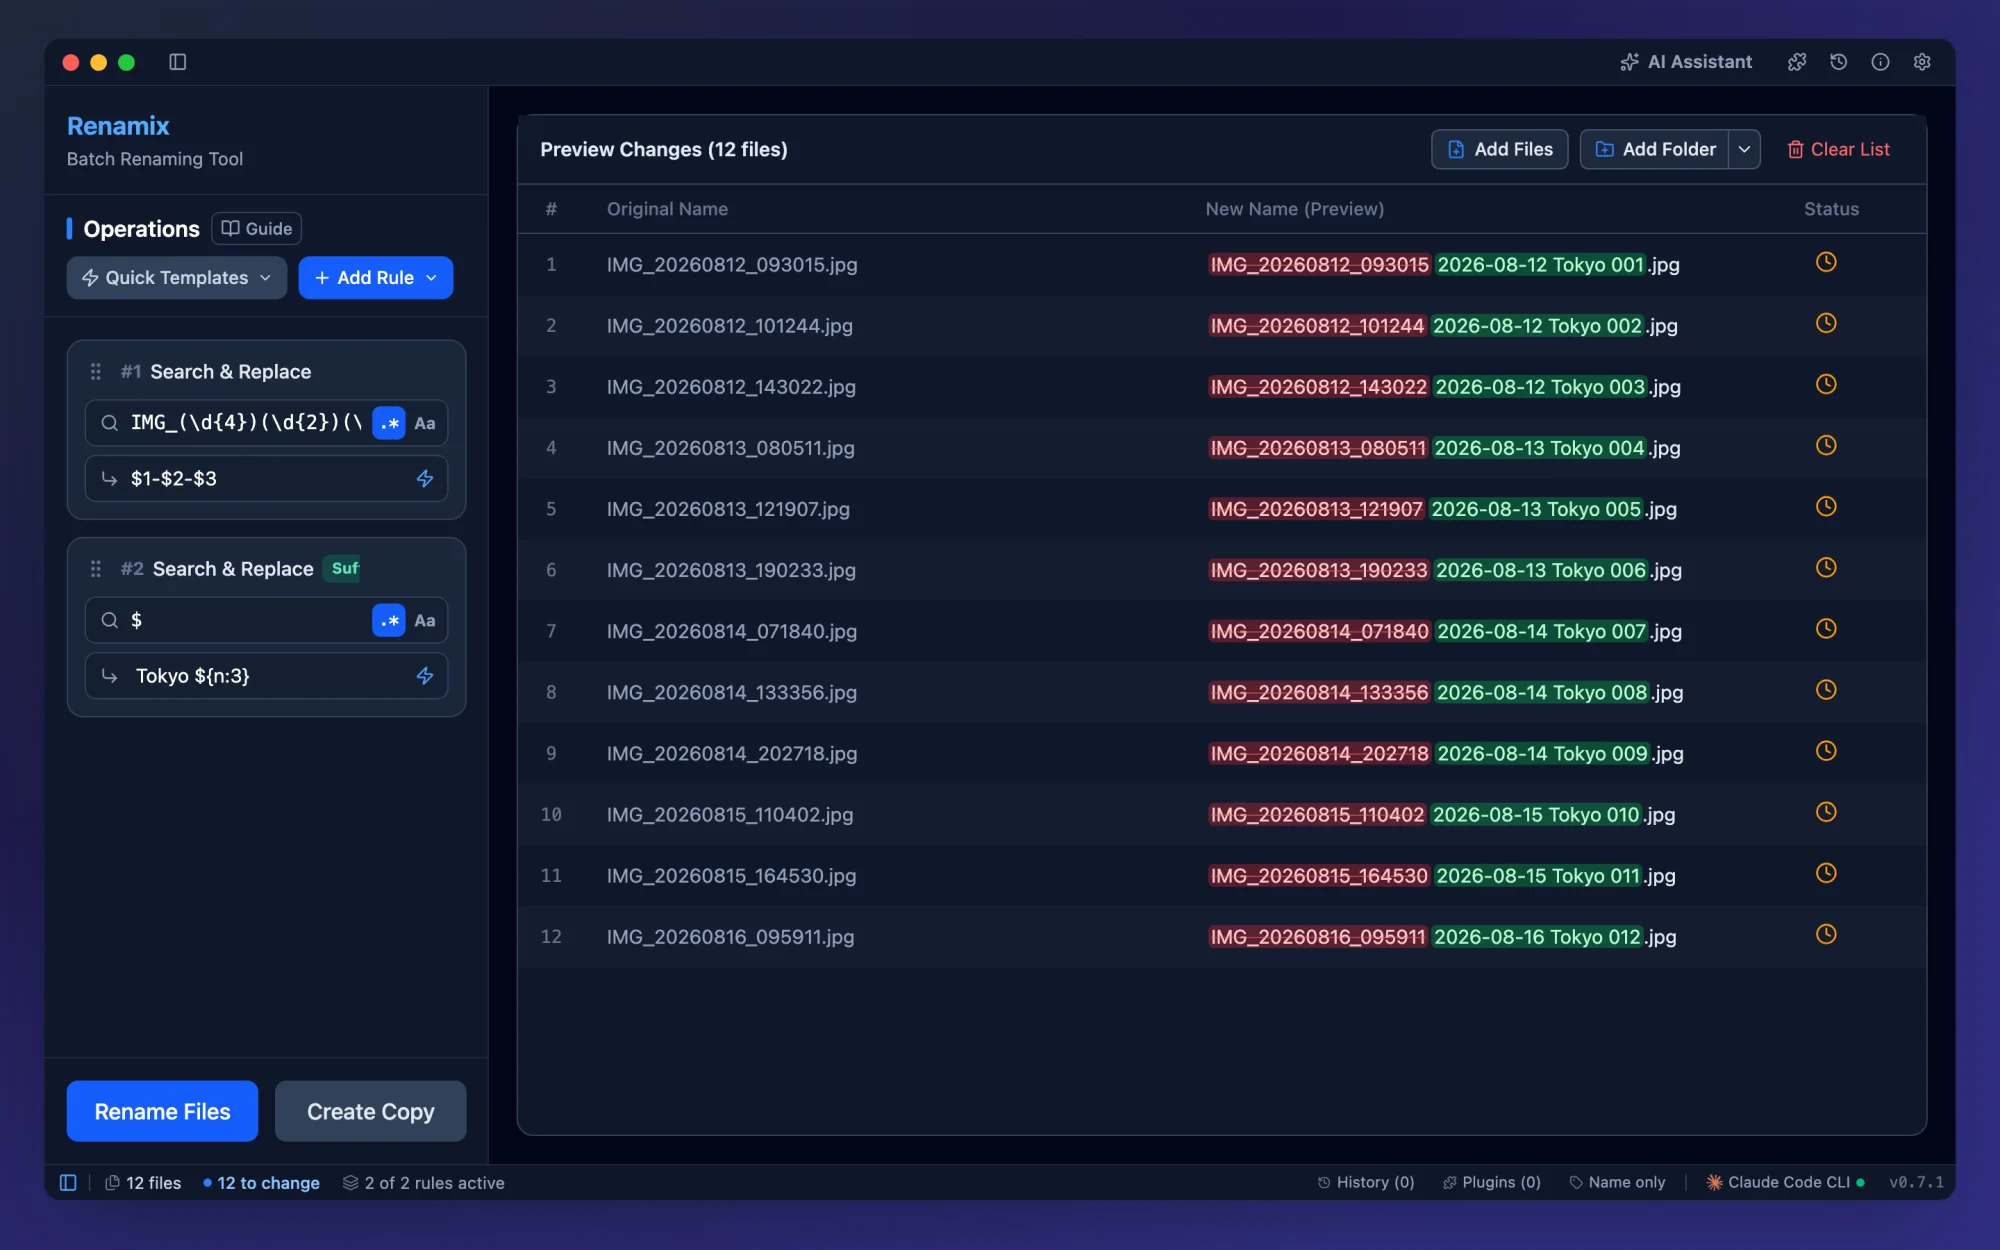 AI Assistant
Renamix
Batch Renaming Tool
Operations
Guide
Quick Templates
+ Add Rule
#1 Search & Replace
IMG_(\d{4})(\d{2})(\ .* Aa
$1-$2-$3
#2 Search & Replace Suf
$ .* Aa
Tokyo ${n:3}
Rename Files
Create Copy
Preview Changes (12 files)
Add Files
Add Folder
Clear List
# Original Name New Name (Preview) Status
1 IMG_20260812_093015.jpg IMG_20260812_093015 2026-08-12 Tokyo 001.jpg
2 IMG_20260812_101244.jpg IMG_20260812_101244 2026-08-12 Tokyo 002.jpg
3 IMG_20260812_143022.jpg IMG_20260812_143022 2026-08-12 Tokyo 003.jpg
4 IMG_20260813_080511.jpg IMG_20260813_080511 2026-08-13 Tokyo 004.jpg
5 IMG_20260813_121907.jpg IMG_20260813_121907 2026-08-13 Tokyo 005.jpg
6 IMG_20260813_190233.jpg IMG_20260813_190233 2026-08-13 Tokyo 006.jpg
7 IMG_20260814_071840.jpg IMG_20260814_071840 2026-08-14 Tokyo 007.jpg
8 IMG_20260814_133356.jpg IMG_20260814_133356 2026-08-14 Tokyo 008.jpg
9 IMG_20260814_202718.jpg IMG_20260814_202718 2026-08-14 Tokyo 009.jpg
10 IMG_20260815_110402.jpg IMG_20260815_110402 2026-08-15 Tokyo 010.jpg
11 IMG_20260815_164530.jpg IMG_20260815_164530 2026-08-15 Tokyo 011.jpg
12 IMG_20260816_095911.jpg IMG_20260816_095911 2026-08-16 Tokyo 012.jpg
12 files 12 to change 2 of 2 rules active History (0) Plugins (0) Name only Claude Code CLI v0.7.1